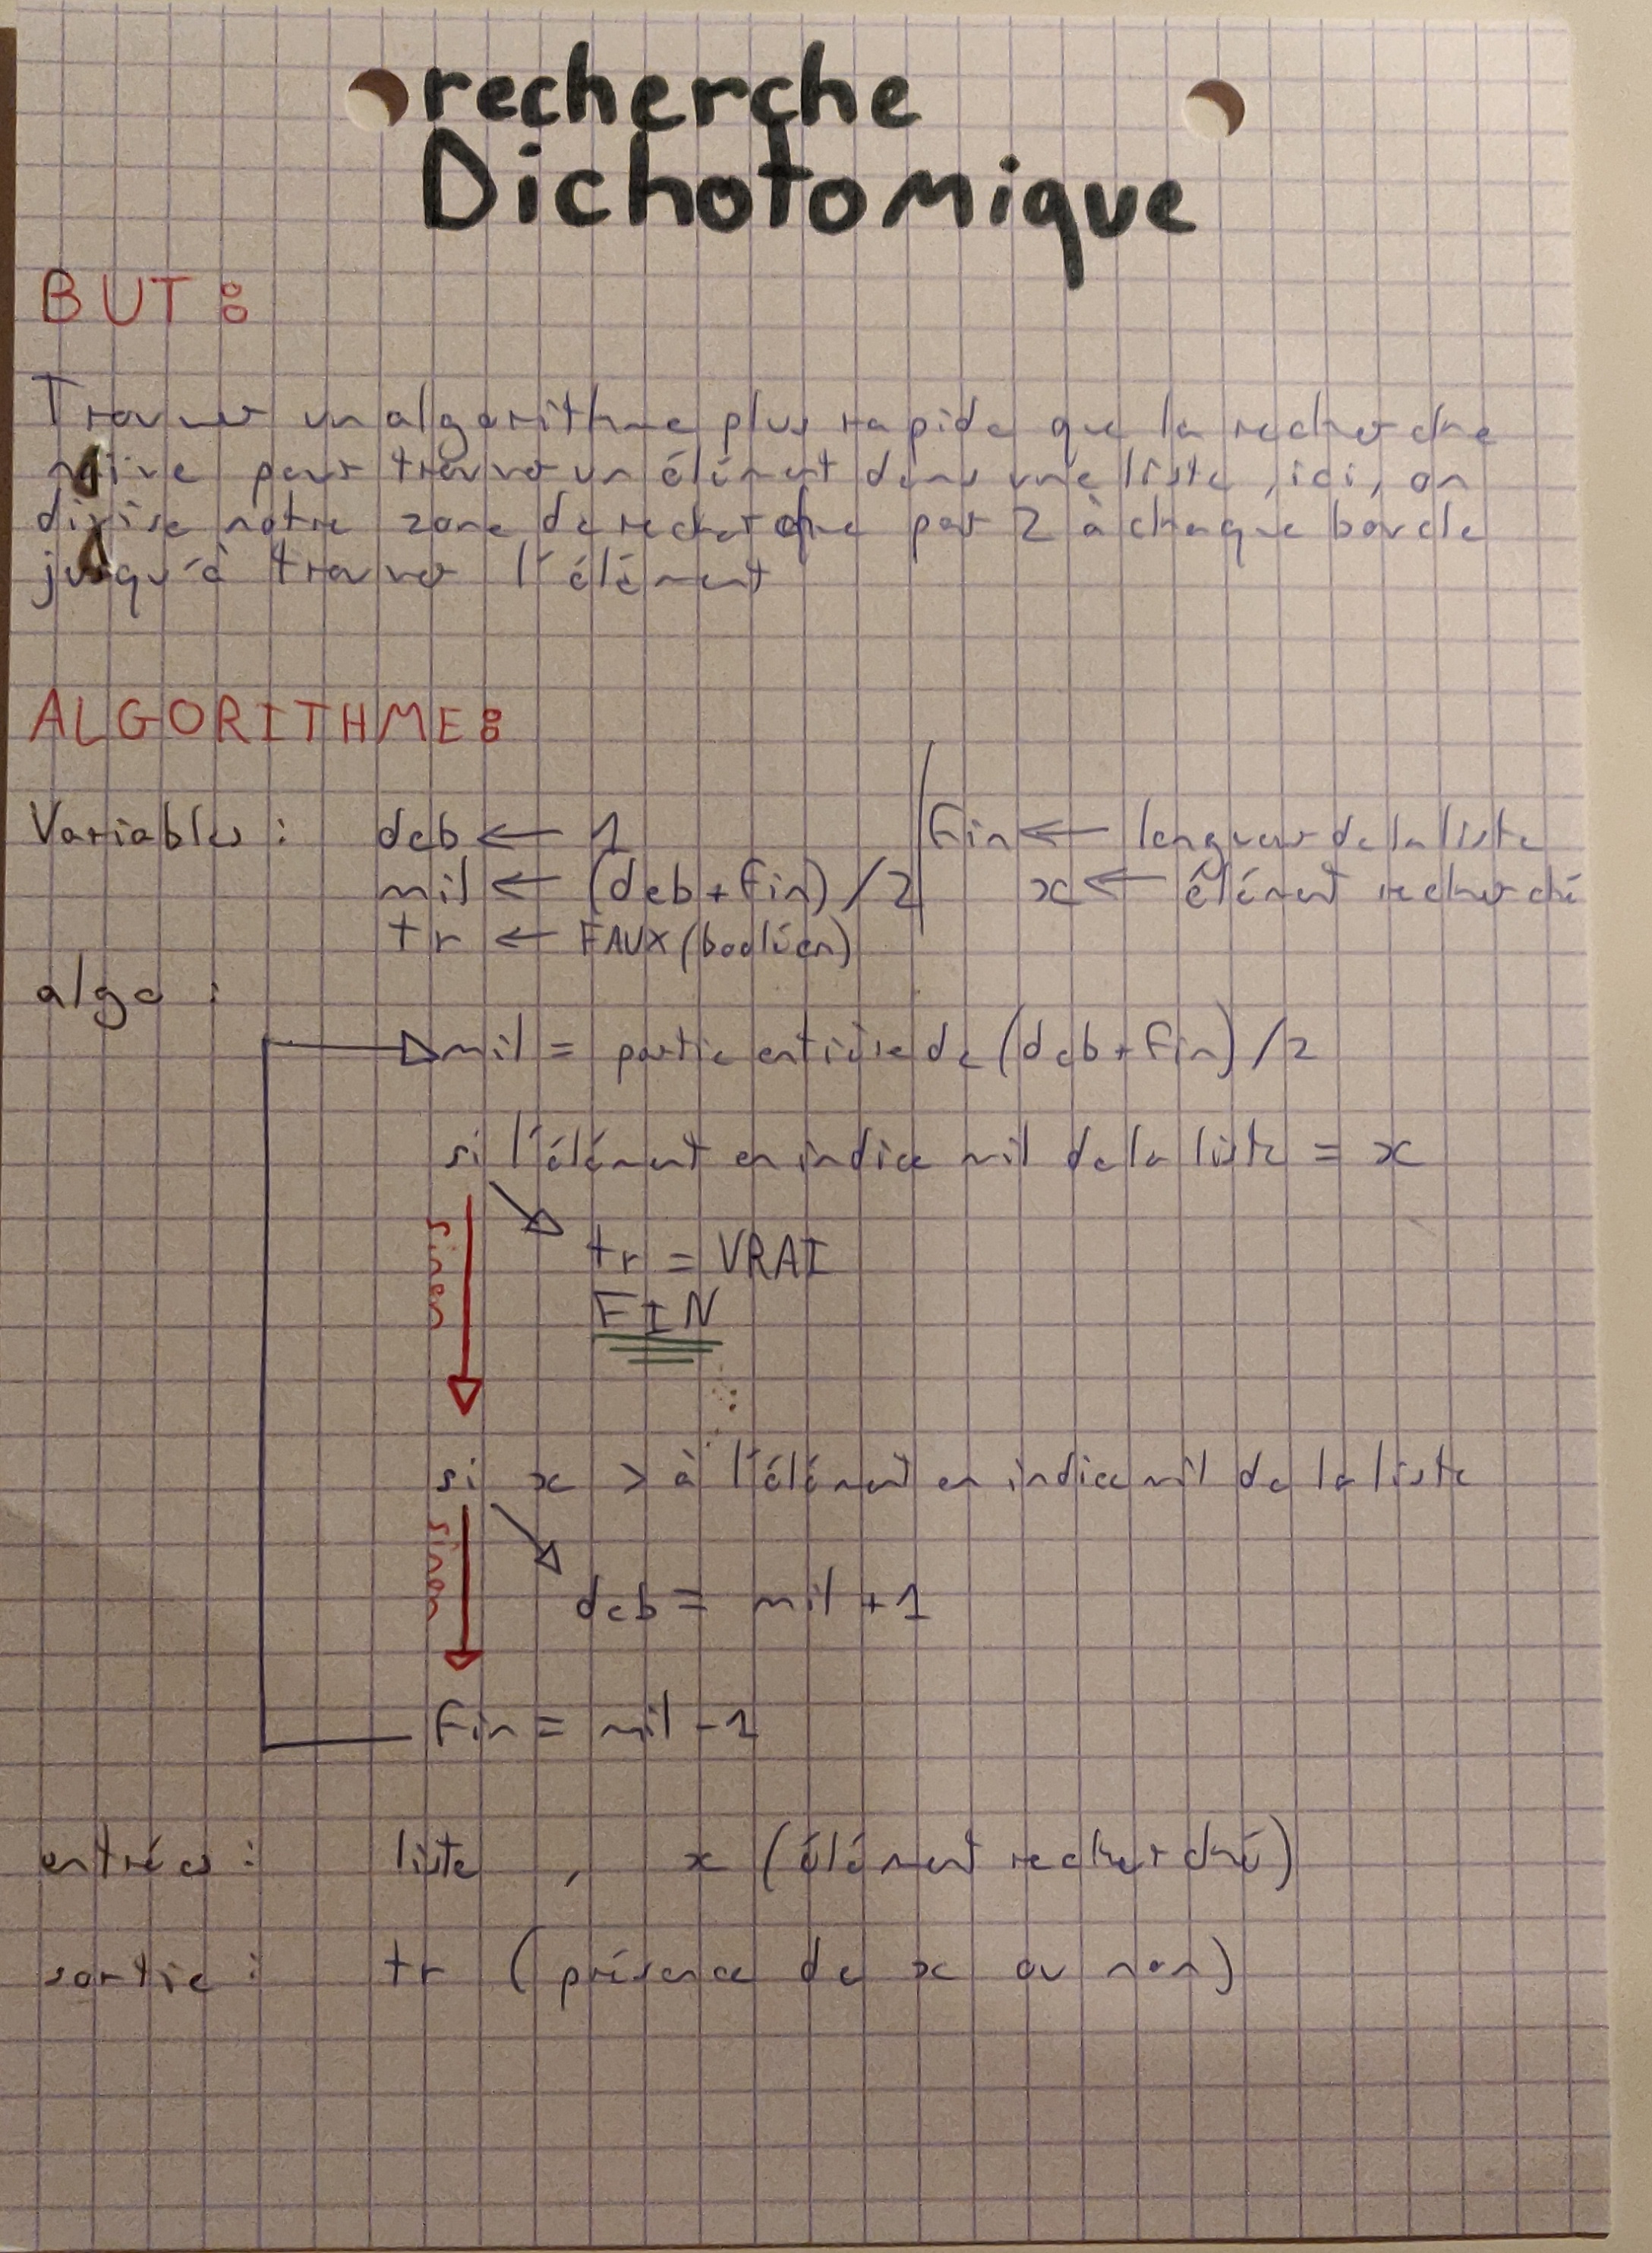 recherche
Dichotomique
BUT :
Trouver un algorithme plus rapide que la recherche
naïve pour trouver un élément dans une liste, ici, on
divise notre zone de recherche par 2 à chaque boucle
jusqu'à trouver l'élément
ALGORITHME :
Variables : deb ← 1 fin ← longueur de la liste
mil ← (deb + fin) / 2 x ← élément recherché
tr ← FAUX (booléen)
algo :
mil = partie entière de (deb + fin) / 2
si l'élément en indice mil de la liste = x
sinon
tr = VRAI
FIN
si x > à l'élément en indice mil de la liste
sinon
deb = mil + 1
fin = mil - 1
entrées : liste , x (élément recherché)
sortie : tr (présence de x ou non)